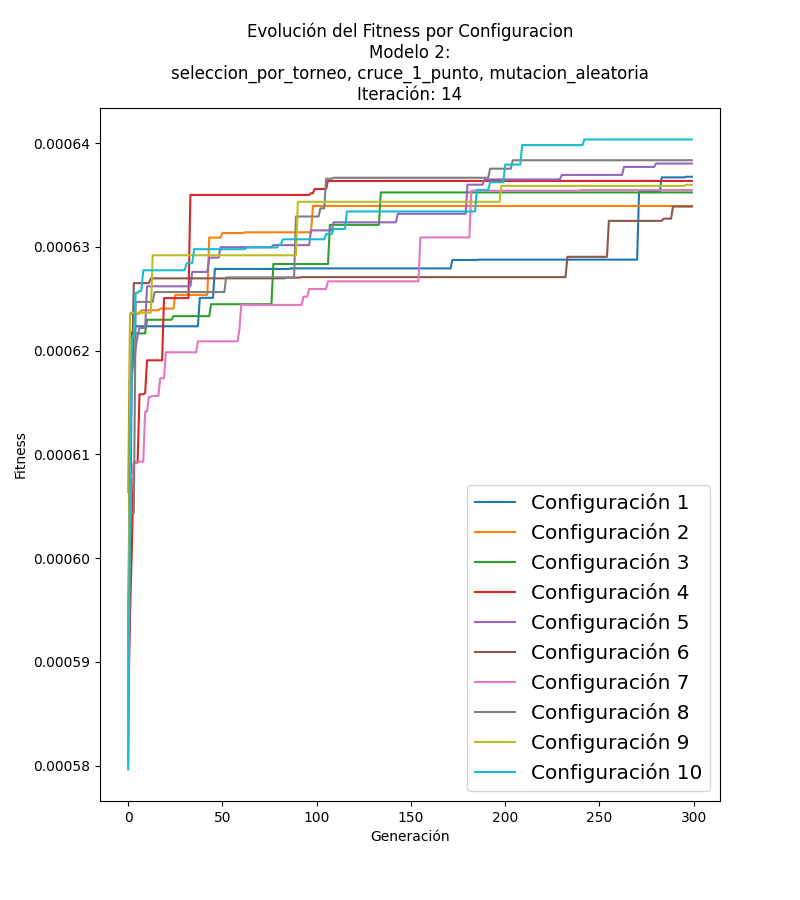 Evolución del Fitness por Configuracion
Modelo 2:
seleccion_por_torneo, cruce_1_punto, mutacion_aleatoria
Iteración: 14
Fitness
0.00064
0.00063
0.00062
0.00061
0.00060
0.00059
0.00058
Configuración 1
Configuración 2
Configuración 3
Configuración 4
Configuración 5
Configuración 6
Configuración 7
Configuración 8
Configuración 9
Configuración 10
0 50 100 150 200 250 300
Generación